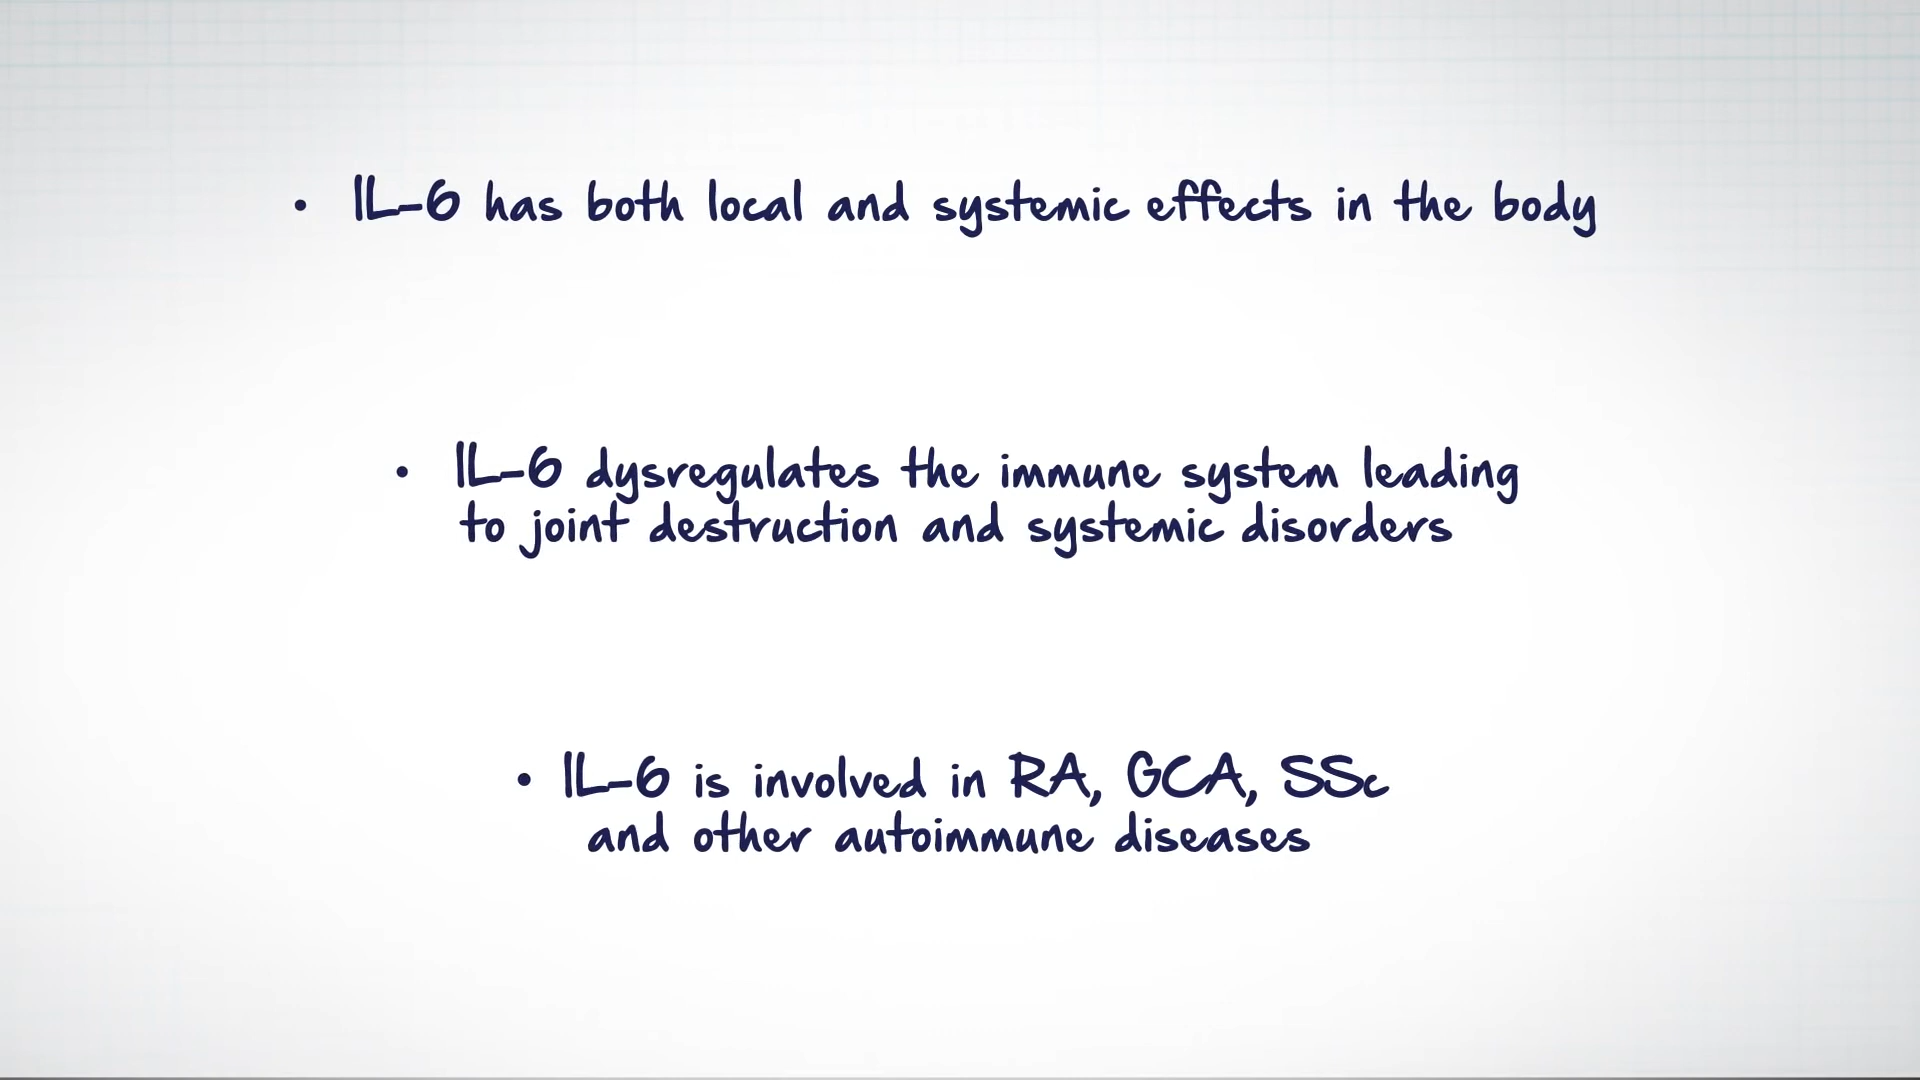 • IL-6 has both local and systemic effects in the body
• IL-6 dysregulates the immune system leading
to joint destruction and systemic disorders
• IL-6 is involved in RA, GCA, SSc
and other autoimmune diseases